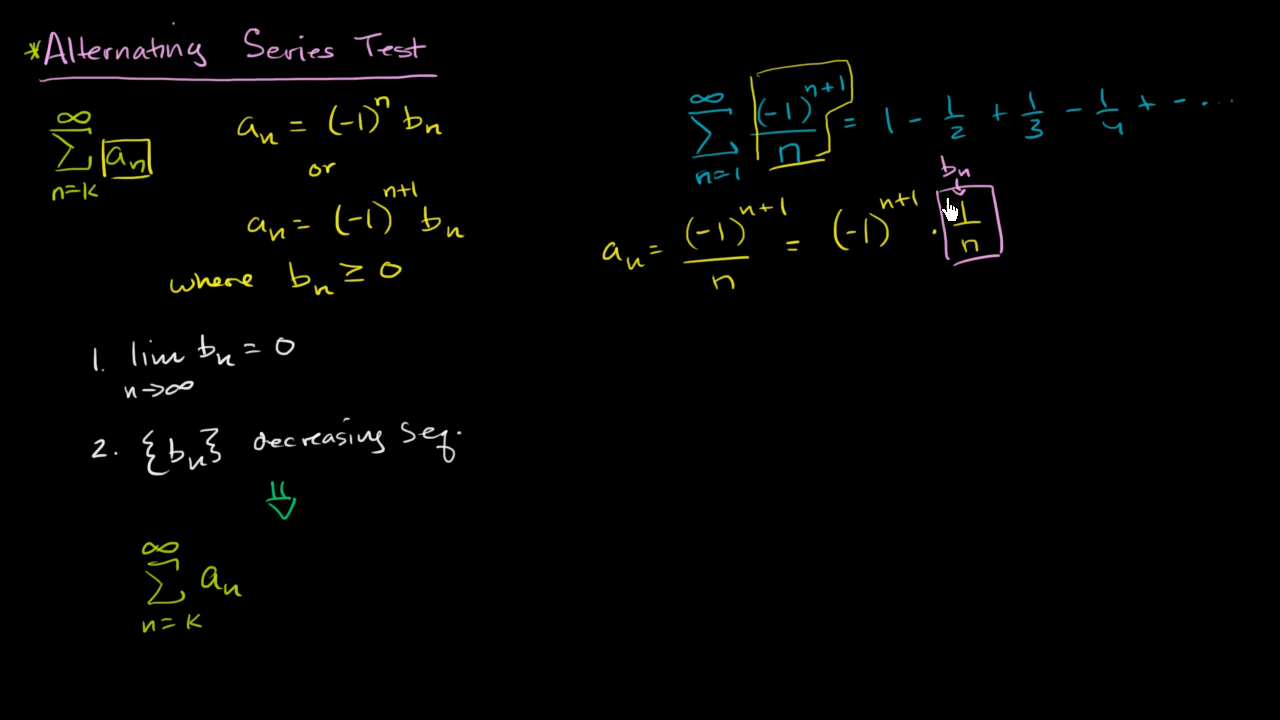 *Alternating Series Test
∞
Σ aₙ
n=k
aₙ = (-1)ⁿ bₙ
or
aₙ = (-1)ⁿ⁺¹ bₙ
where bₙ ≥ 0
1. lim bₙ = 0
n→∞
2. {bₙ} decreasing seq.
⇓
∞
Σ aₙ
n=k
∞
Σ (-1)ⁿ⁺¹/n = 1 - 1/2 + 1/3 - 1/4 + - ...
n=1
bₙ
↓
aₙ = (-1)ⁿ⁺¹/n = (-1)ⁿ⁺¹ · 1/n